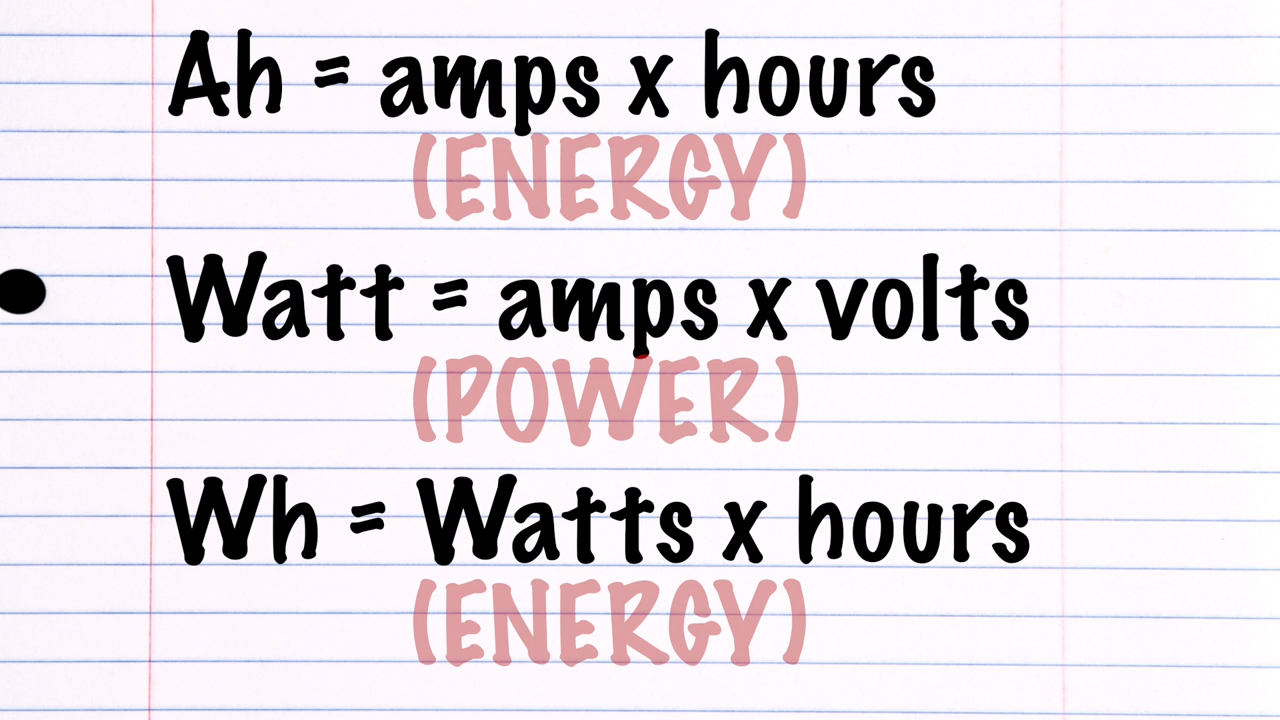 Ah = amps x hours
(ENERGY)
Watt = amps x volts
(POWER)
Wh = Watts x hours
(ENERGY)